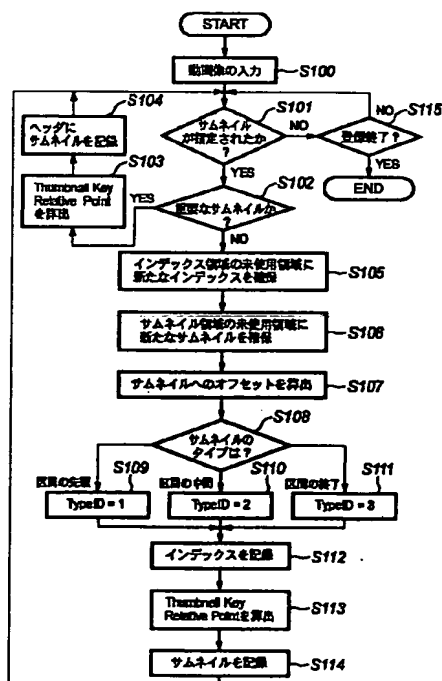 START
動画像の入力
S100
S104
ヘッダに
サムネイルを記録
S101
サムネイル
が指定されたか
?
NO
NO
S115
登録終了?
YES
END
S103
Thumbnail Key
Relative Point
を算出
YES
YES
S102
重要なサムネイルか
?
NO
インデックス領域の未使用領域に
新たなインデックスを確保
S105
サムネイル領域の未使用領域に
新たなサムネイルを確保
S106
サムネイルへのオフセットを算出
S107
S108
サムネイルの
タイプは?
区間の先頭
S109
区間の中間
S110
区間の終了
S111
TypeID = 1
TypeID = 2
TypeID = 3
インデックスを記録
S112
Thumbnail Key
Relative Pointを算出
S113
サムネイルを記録
S114